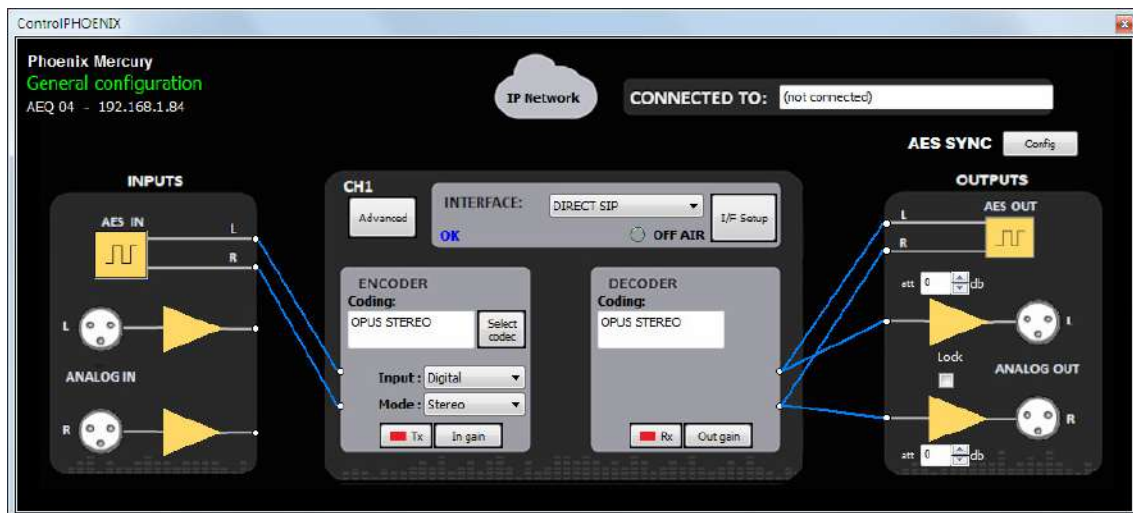 ControlPHOENIX
Phoenix Mercury
General configuration
AEQ 04 - 192.168.1.84
IP Network
CONNECTED TO: (not connected)
AES SYNC Config
INPUTS
AES IN
L
R
L
ANALOG IN
R
CH1
Advanced
INTERFACE: DIRECT SIP
I/F Setup
OK OFF AIR
ENCODER
Coding:
OPUS STEREO
Select
codec
Input : Digital
Mode : Stereo
Tx In gain
DECODER
Coding:
OPUS STEREO
Rx Out gain
OUTPUTS
AES OUT
L
R
att 0 db
L
Lock
ANALOG OUT
R
att 0 db